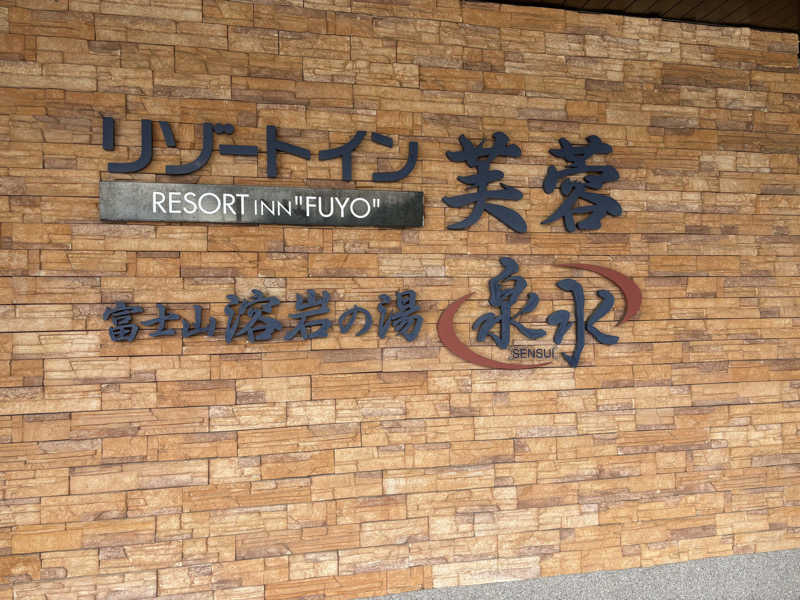 リゾートイン 芙蓉
RESORT INN "FUYO"
富士山 溶岩の湯 泉水
SENSUI